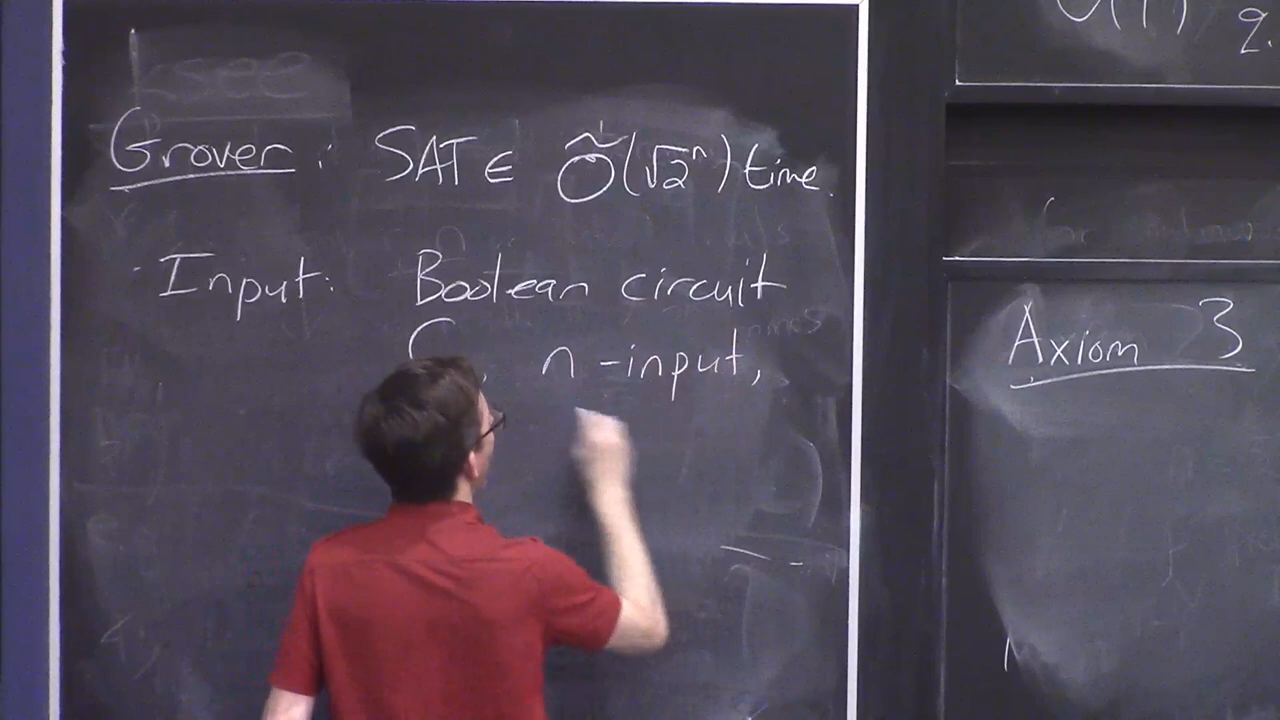 Grover: SAT ∈ Õ(√2ⁿ) time.
Input: Boolean circuit
C, n-input,
Axiom 3